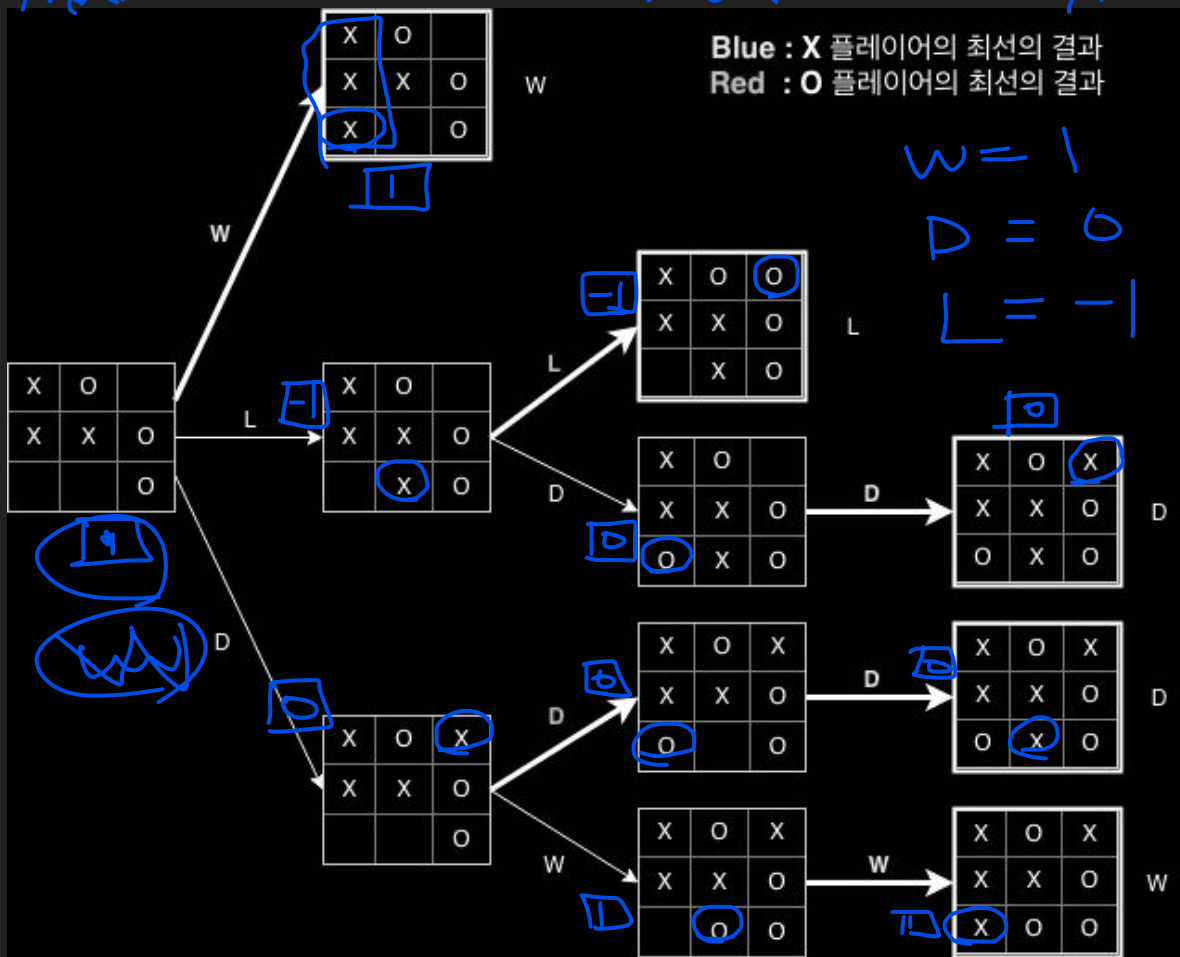 X O
X X O
X O
W
1
Blue : X 플레이어의 최선의 결과
Red : O 플레이어의 최선의 결과
W = 1
D = 0
L = -1
W
X O O
X X O
X O
-1
L
L
X O
X X O
O
L
-1
X O
X X O
X O
D
X O
X X O
O X O
0
D
0
X O X
X X O
O X O
D
D
X O X
X X O
O
0
D
X O X
X X O
O O
0
D
0
X O X
X X O
O X O
D
W
X O X
X X O
O O
1
W
1
X O X
X X O
X O O
W